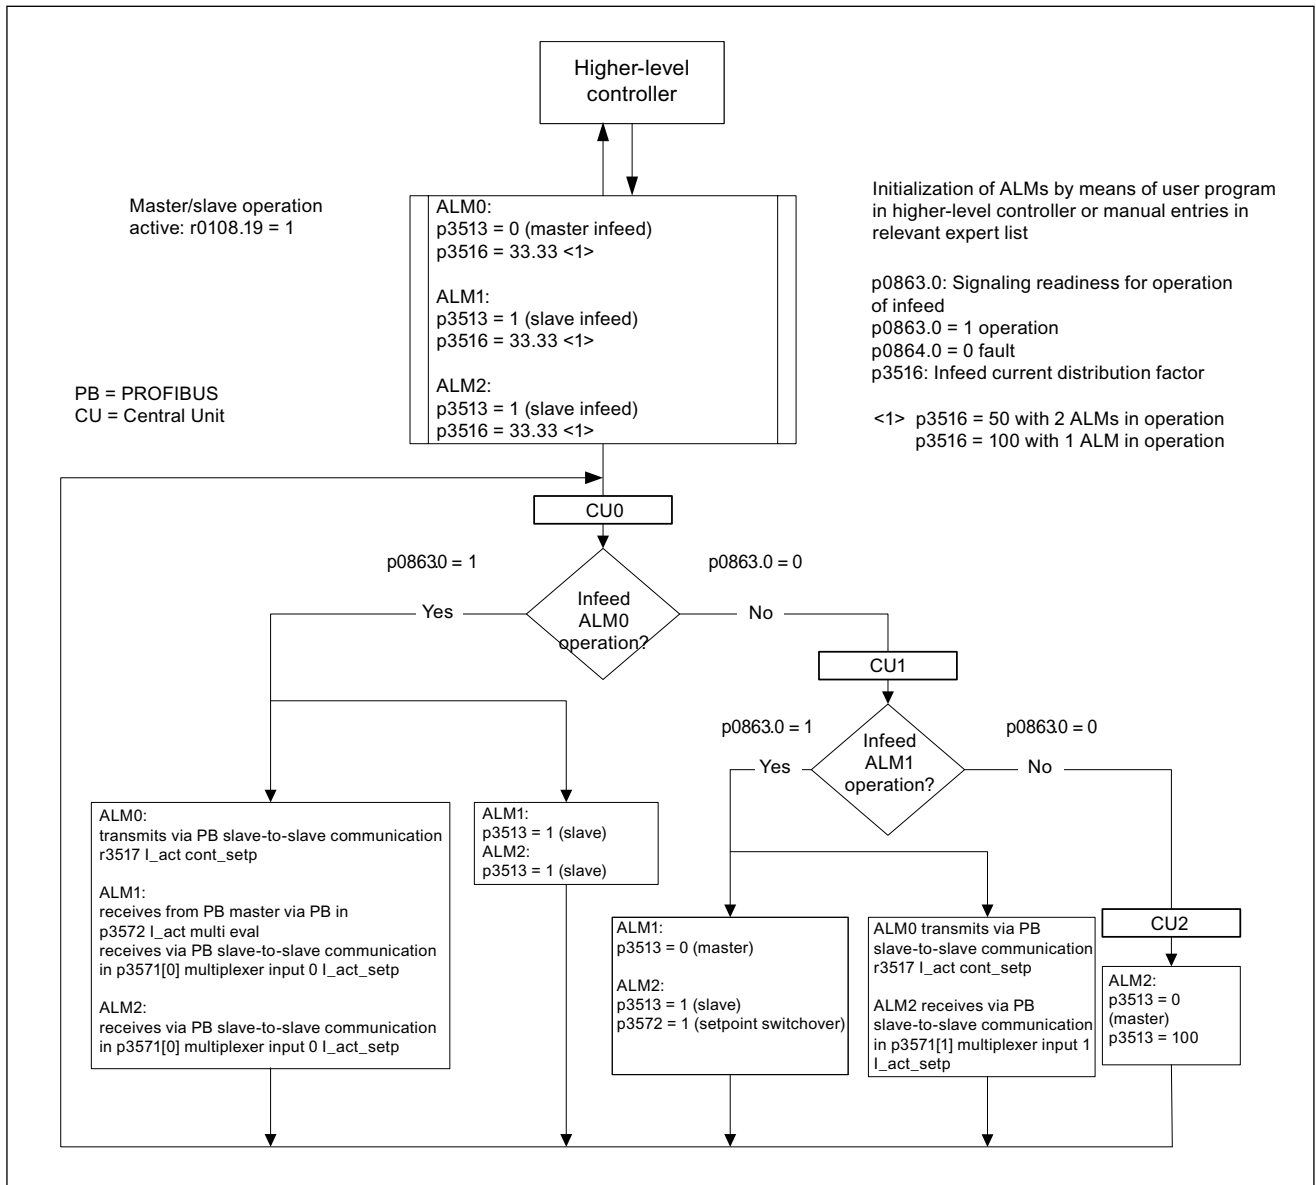 Higher-level
controller
Master/slave operation
active: r0108.19 = 1
PB = PROFIBUS
CU = Central Unit
ALM0:
p3513 = 0 (master infeed)
p3516 = 33.33 <1>
ALM1:
p3513 = 1 (slave infeed)
p3516 = 33.33 <1>
ALM2:
p3513 = 1 (slave infeed)
p3516 = 33.33 <1>
Initialization of ALMs by means of user program
in higher-level controller or manual entries in
relevant expert list
p0863.0: Signaling readiness for operation
of infeed
p0863.0 = 1 operation
p0864.0 = 0 fault
p3516: Infeed current distribution factor
<1> p3516 = 50 with 2 ALMs in operation
p3516 = 100 with 1 ALM in operation
CU0
p0863.0 = 1
p0863.0 = 0
Yes
Infeed
ALM0
operation?
No
CU1
p0863.0 = 1
p0863.0 = 0
Yes
Infeed
ALM1
operation?
No
ALM0:
transmits via PB slave-to-slave communication
r3517 I_act cont_setp
ALM1:
receives from PB master via PB in
p3572 I_act multi eval
receives via PB slave-to-slave communication
in p3571[0] multiplexer input 0 I_act_setp
ALM2:
receives via PB slave-to-slave communication
in p3571[0] multiplexer input 0 I_act_setp
ALM1:
p3513 = 1 (slave)
ALM2:
p3513 = 1 (slave)
ALM1:
p3513 = 0 (master)
ALM2:
p3513 = 1 (slave)
p3572 = 1 (setpoint switchover)
ALM0 transmits via PB
slave-to-slave communication
r3517 I_act cont_setp
ALM2 receives via PB
slave-to-slave communication
in p3571[1] multiplexer input 1
I_act_setp
CU2
ALM2:
p3513 = 0
(master)
p3513 = 100